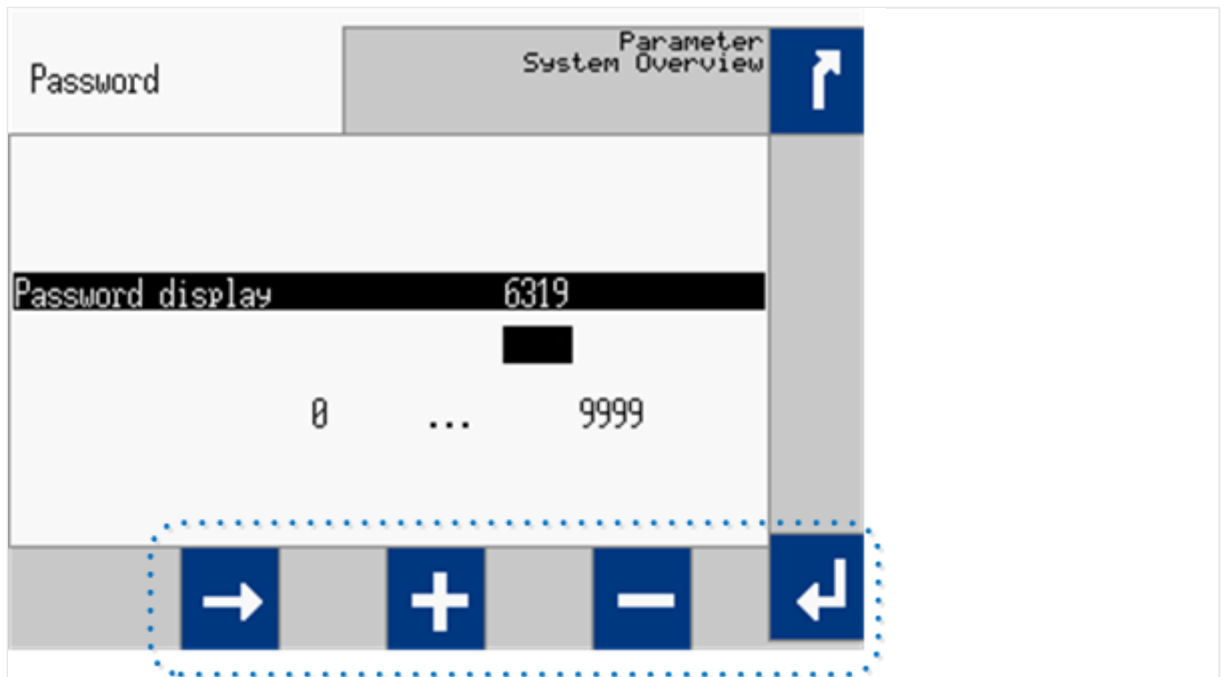 Password
Parameter
System Overview
Password display 6319
0 ... 9999